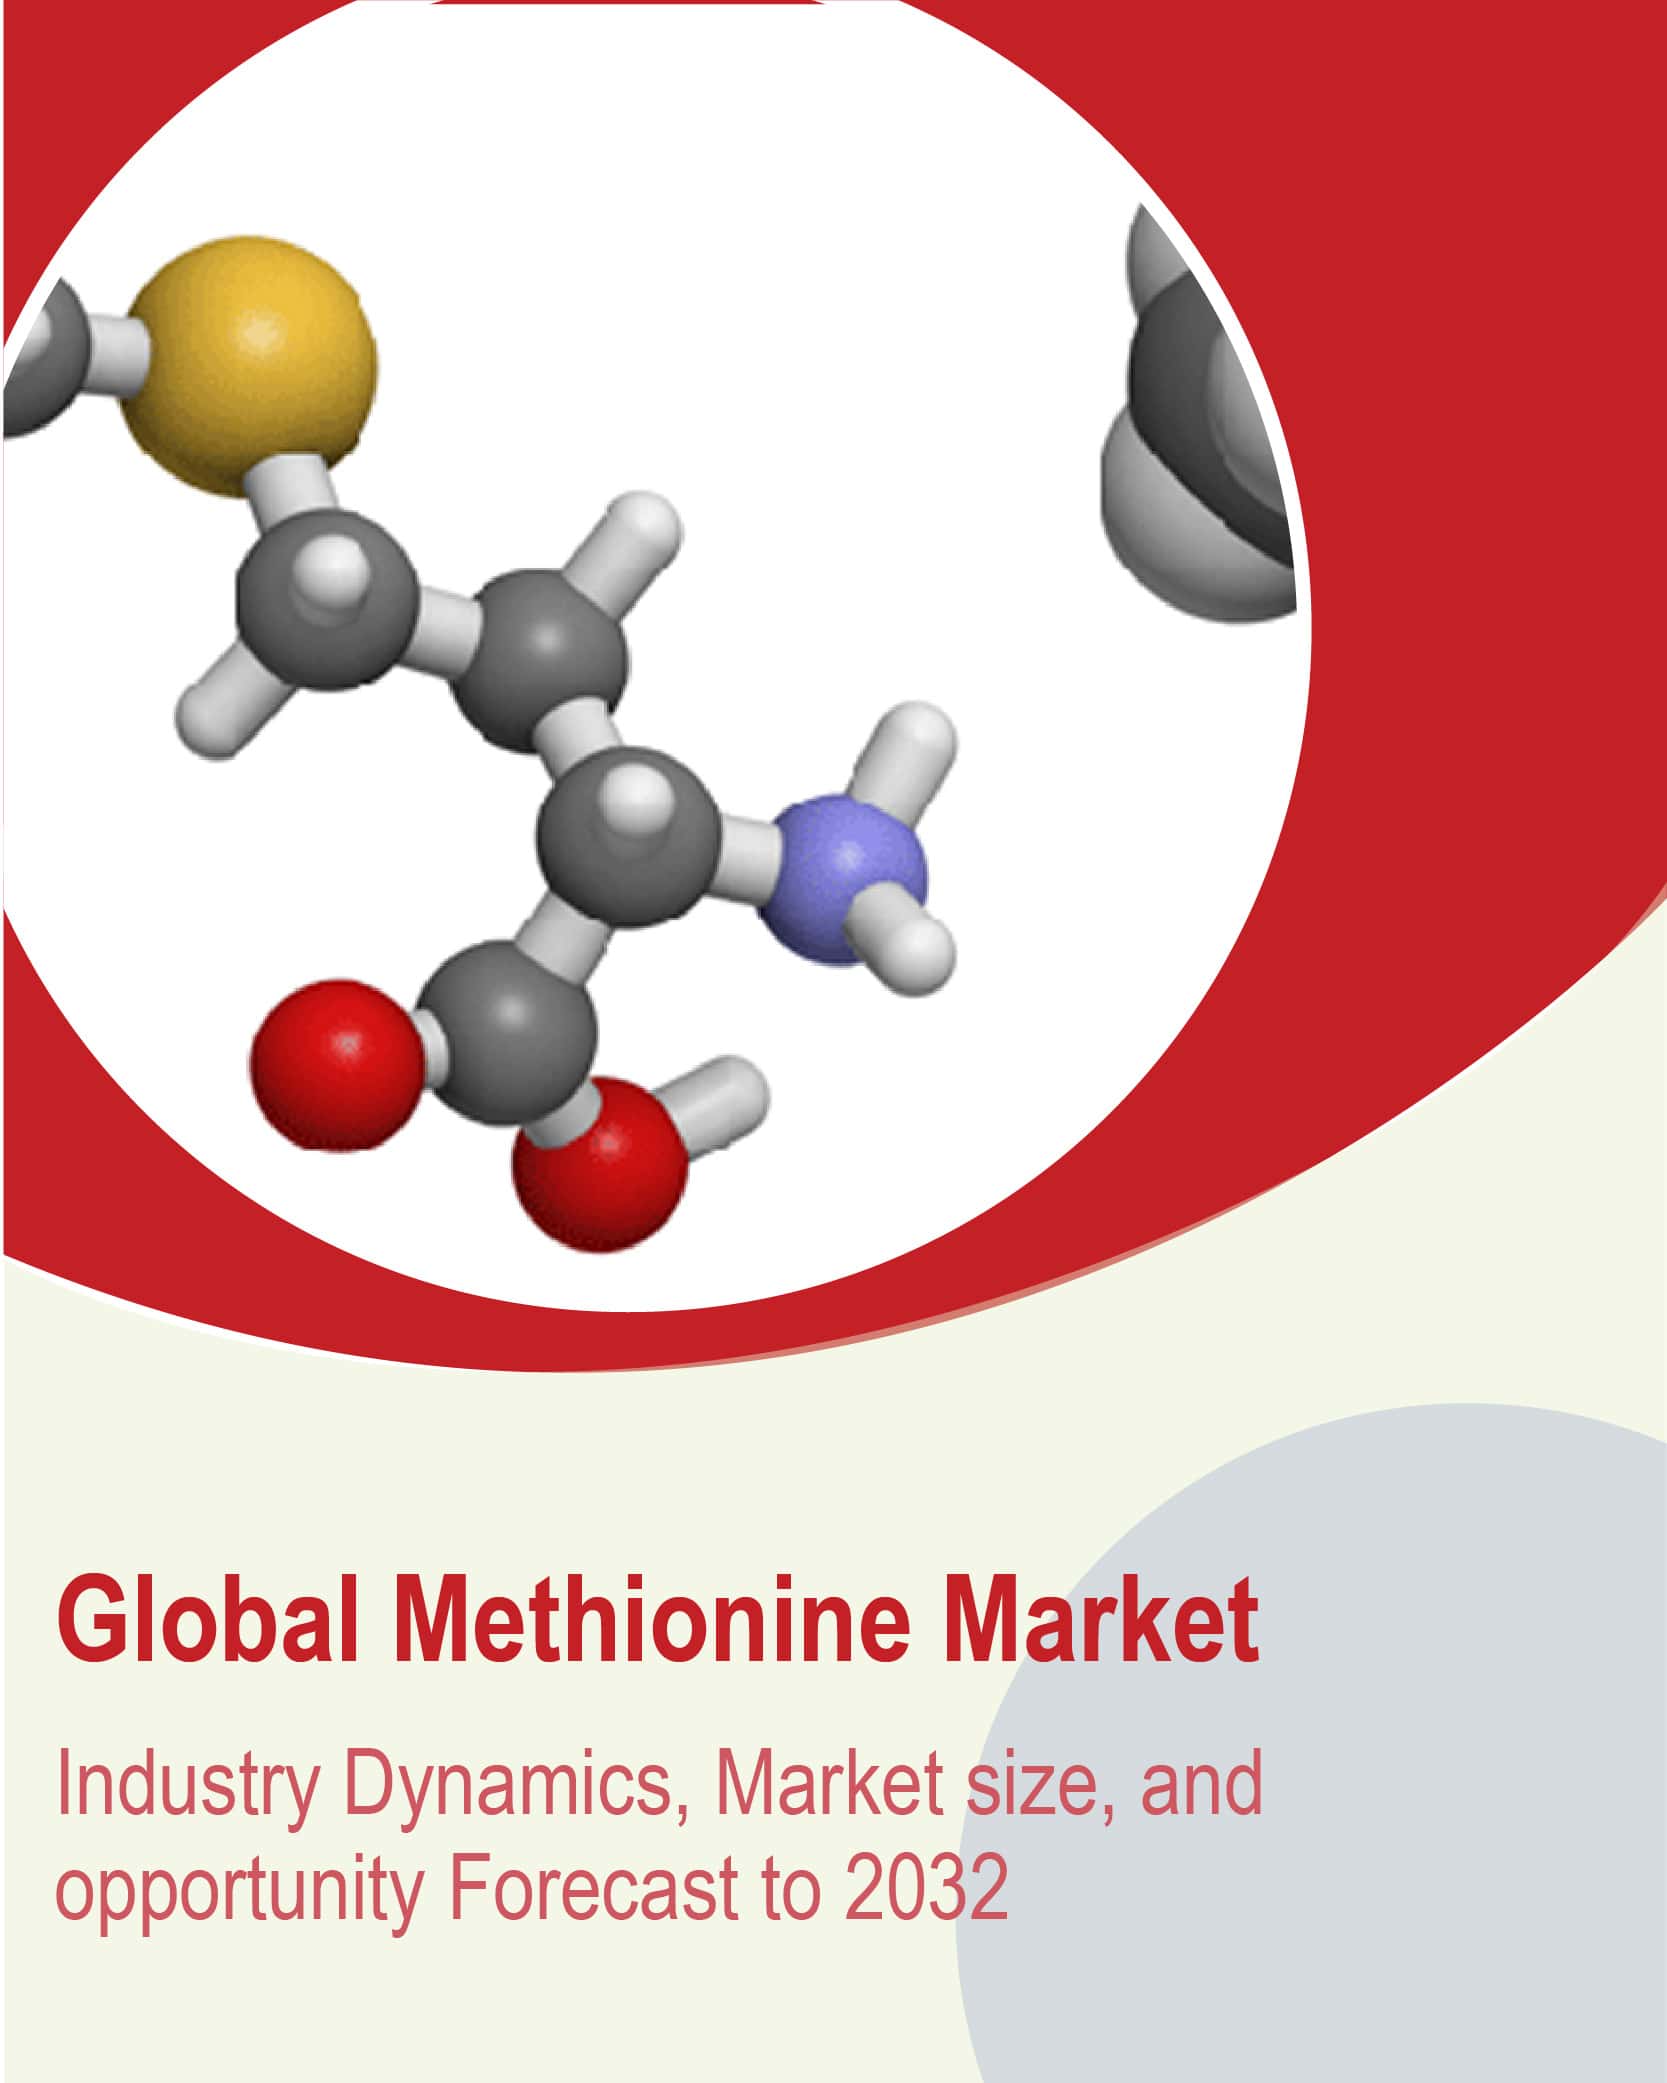 Global Methionine Market
Industry Dynamics, Market size, and
opportunity Forecast to 2032